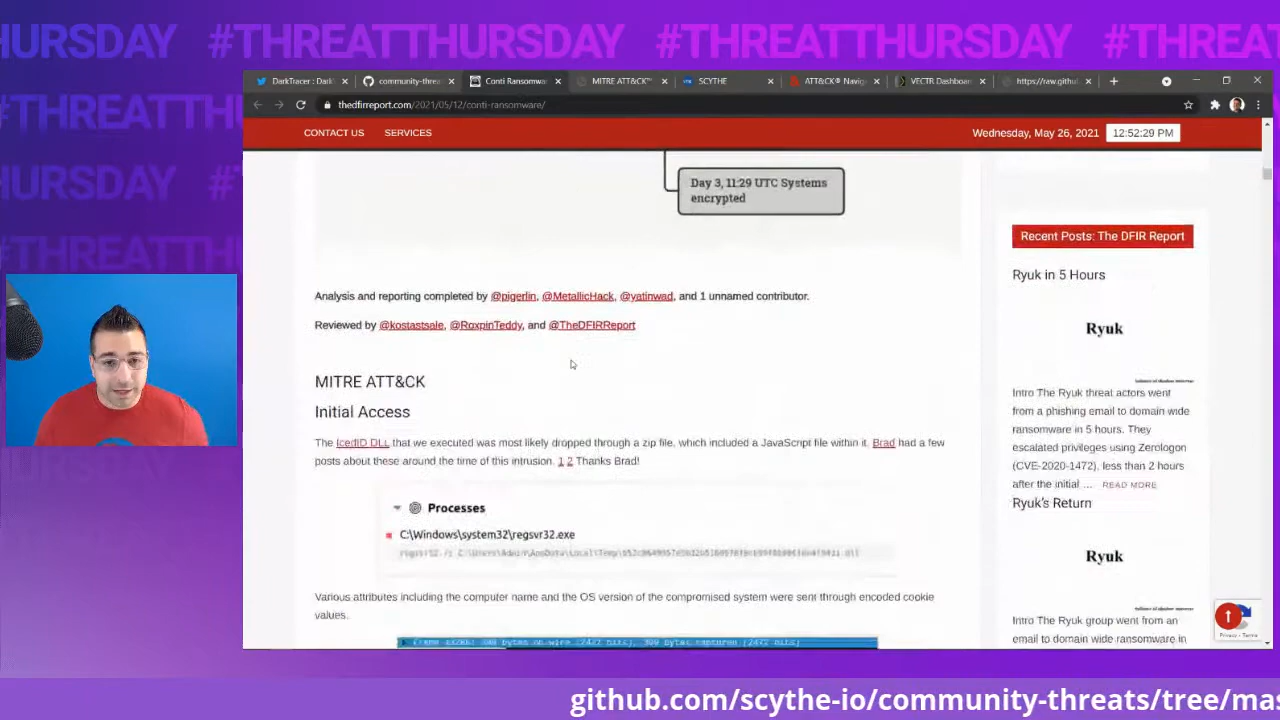 HURSDAY #THREATTHURSDAY #THREATTHURSDAY #THREATT
DarkTracer : Dark
community-threa
Conti Ransomwar
MITRE ATT&CK™
SCYTHE
ATT&CK® Naviga
VECTR Dashboar
https://raw.githu
thedfirreport.com/2021/05/12/conti-ransomware/
CONTACT US SERVICES
Wednesday, May 26, 2021 12:52:29 PM
Day 3, 11:29 UTC Systems
encrypted
Analysis and reporting completed by @pigerlin, @MetallicHack, @yatinwad, and 1 unnamed contributor.
Reviewed by @kostastsale, @RoxpinTeddy, and @TheDFIRReport
MITRE ATT&CK
Initial Access
The IcedID DLL that we executed was most likely dropped through a zip file, which included a JavaScript file within it. Brad had a few
posts about these around the time of this intrusion. 1 2 Thanks Brad!
Processes
C:\Windows\system32\regsvr32.exe
Various attributes including the computer name and the OS version of the compromised system were sent through encoded cookie
values.
Recent Posts: The DFIR Report
Ryuk in 5 Hours
Ryuk
Intro The Ryuk threat actors went
from a phishing email to domain wide
ransomware in 5 hours. They
escalated privileges using Zerologon
(CVE-2020-1472), less than 2 hours
after the initial … READ MORE
Ryuk's Return
Ryuk
Intro The Ryuk group went from an
email to domain wide ransomware in
Privacy - Terms
github.com/scythe-io/community-threats/tree/mas